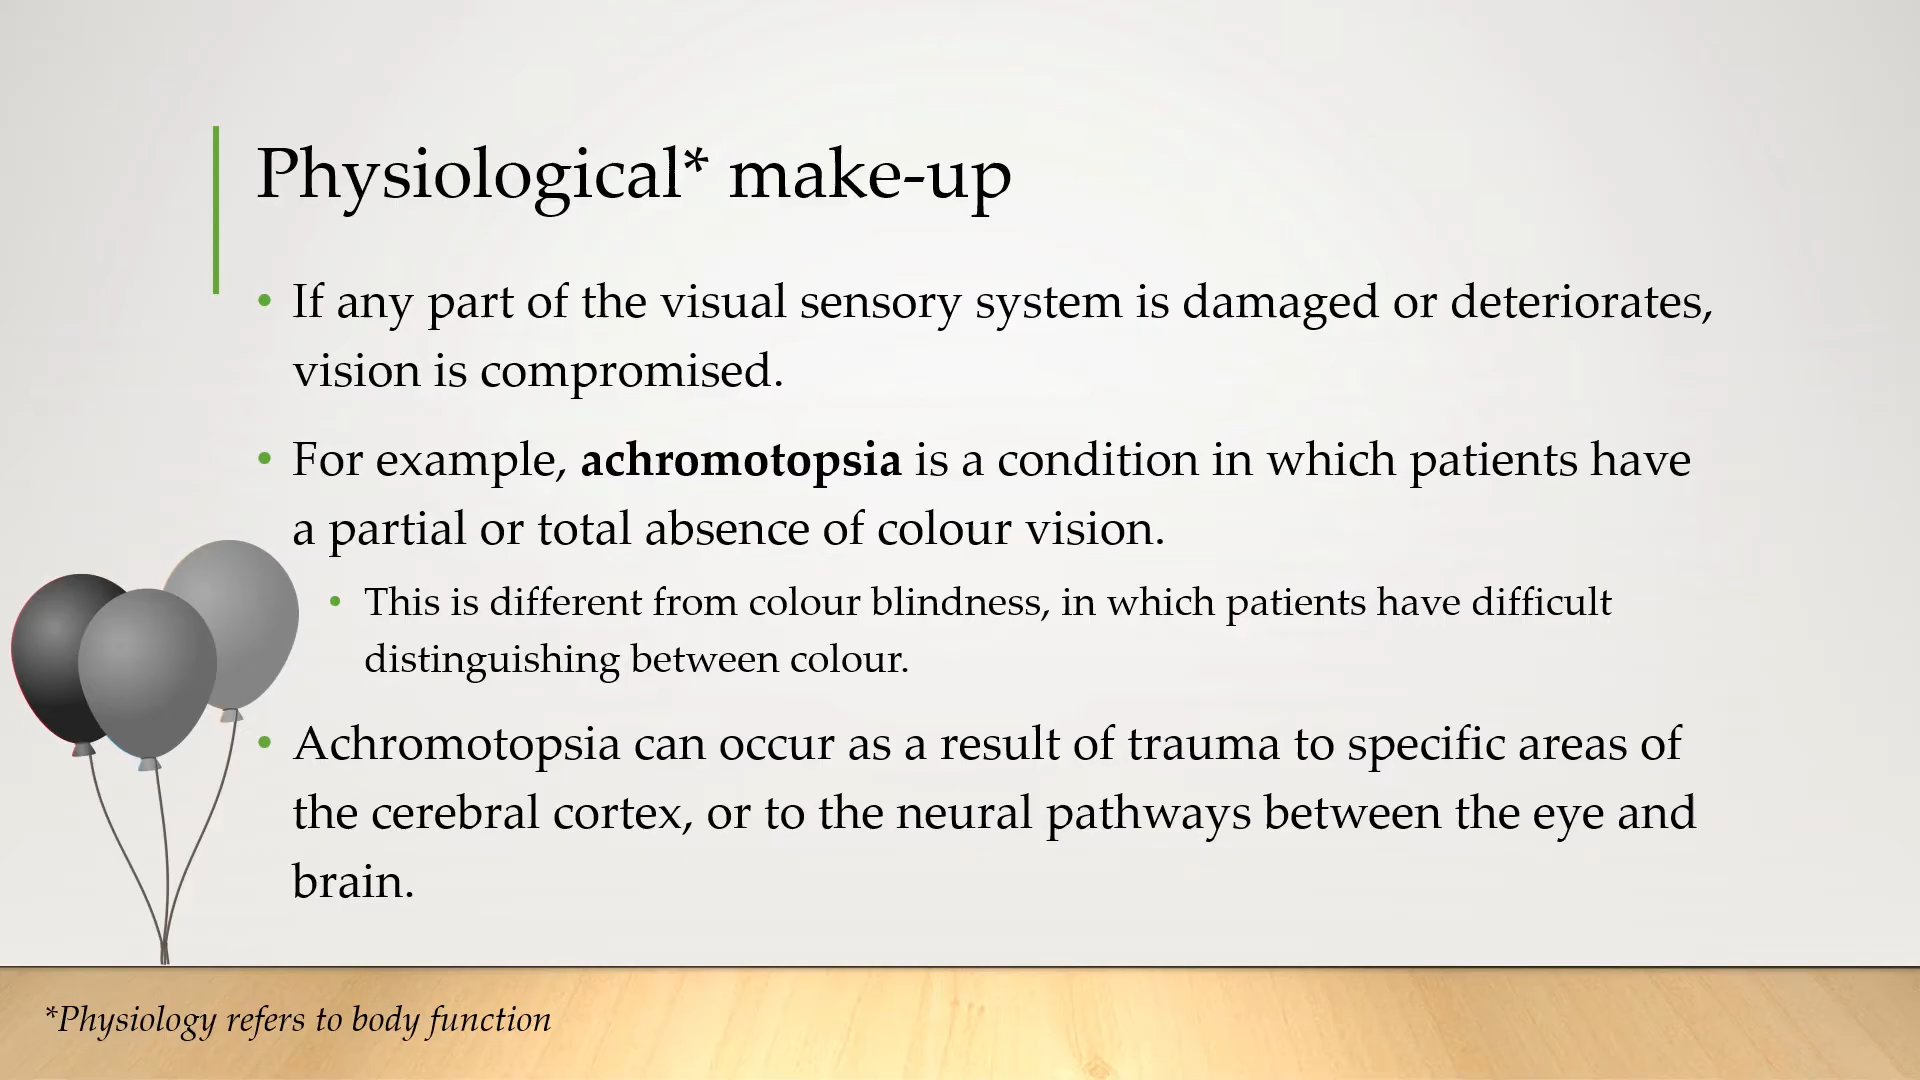 Physiological* make-up
• If any part of the visual sensory system is damaged or deteriorates,
vision is compromised.
• For example, achromotopsia is a condition in which patients have
a partial or total absence of colour vision.
• This is different from colour blindness, in which patients have difficult
distinguishing between colour.
• Achromotopsia can occur as a result of trauma to specific areas of
the cerebral cortex, or to the neural pathways between the eye and
brain.
*Physiology refers to body function